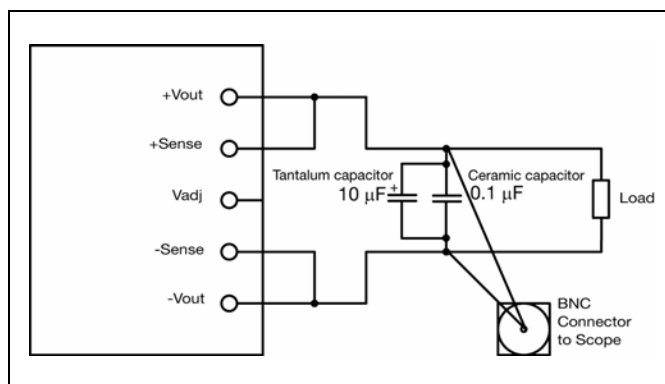 +Vout
+Sense
Vadj
-Sense
-Vout
Tantalum capacitor
10 μF+
Ceramic capacitor
0.1 μF
Load
BNC
Connector
to Scope